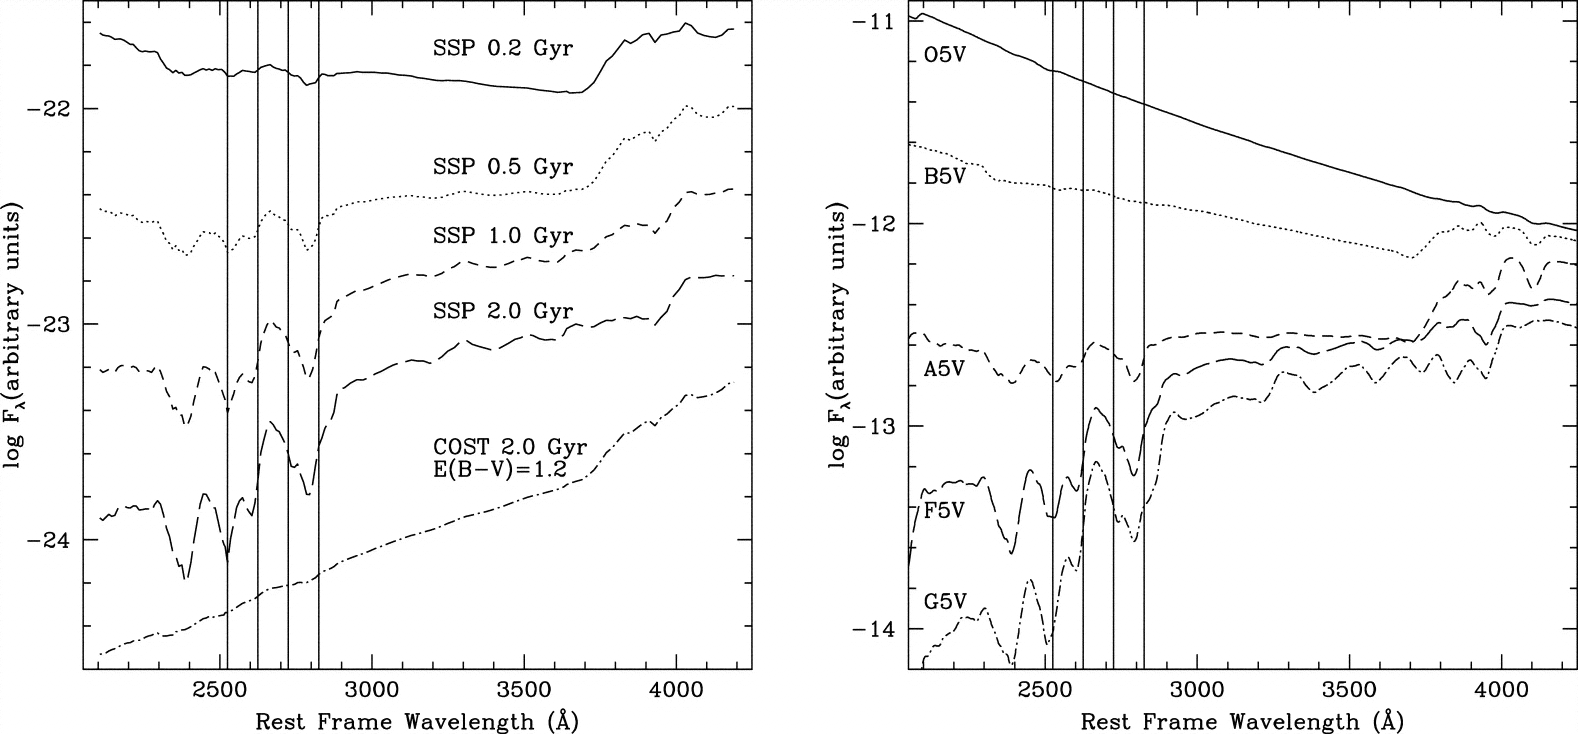 SSP 0.2 Gyr
−22
SSP 0.5 Gyr
SSP 1.0 Gyr
SSP 2.0 Gyr
−23
COST 2.0 Gyr
E(B−V)=1.2
−24
log Fλ(arbitrary units)
2500 3000 3500 4000
Rest Frame Wavelength (Å)
−11
O5V
B5V
−12
A5V
−13
F5V
G5V
−14
log Fλ(arbitrary units)
2500 3000 3500 4000
Rest Frame Wavelength (Å)